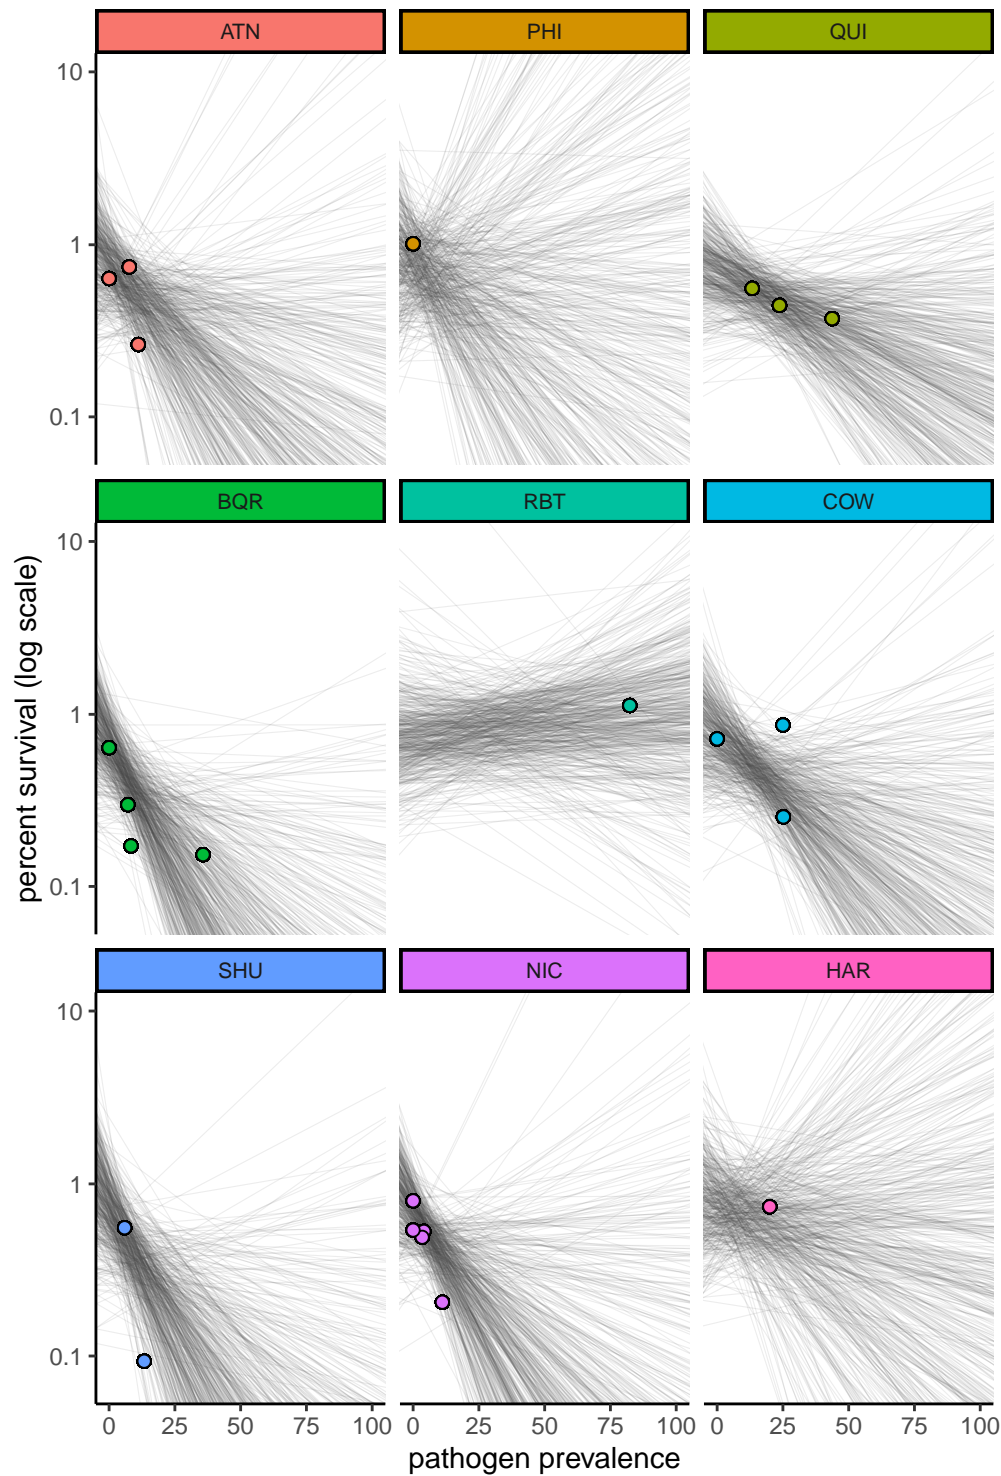 ATN PHI QUI
10
1
0.1
BQR RBT COW
10
1
0.1
percent survival (log scale)
SHU NIC HAR
10
1
0.1
0 25 50 75 100 0 25 50 75 100 0 25 50 75 100
pathogen prevalence